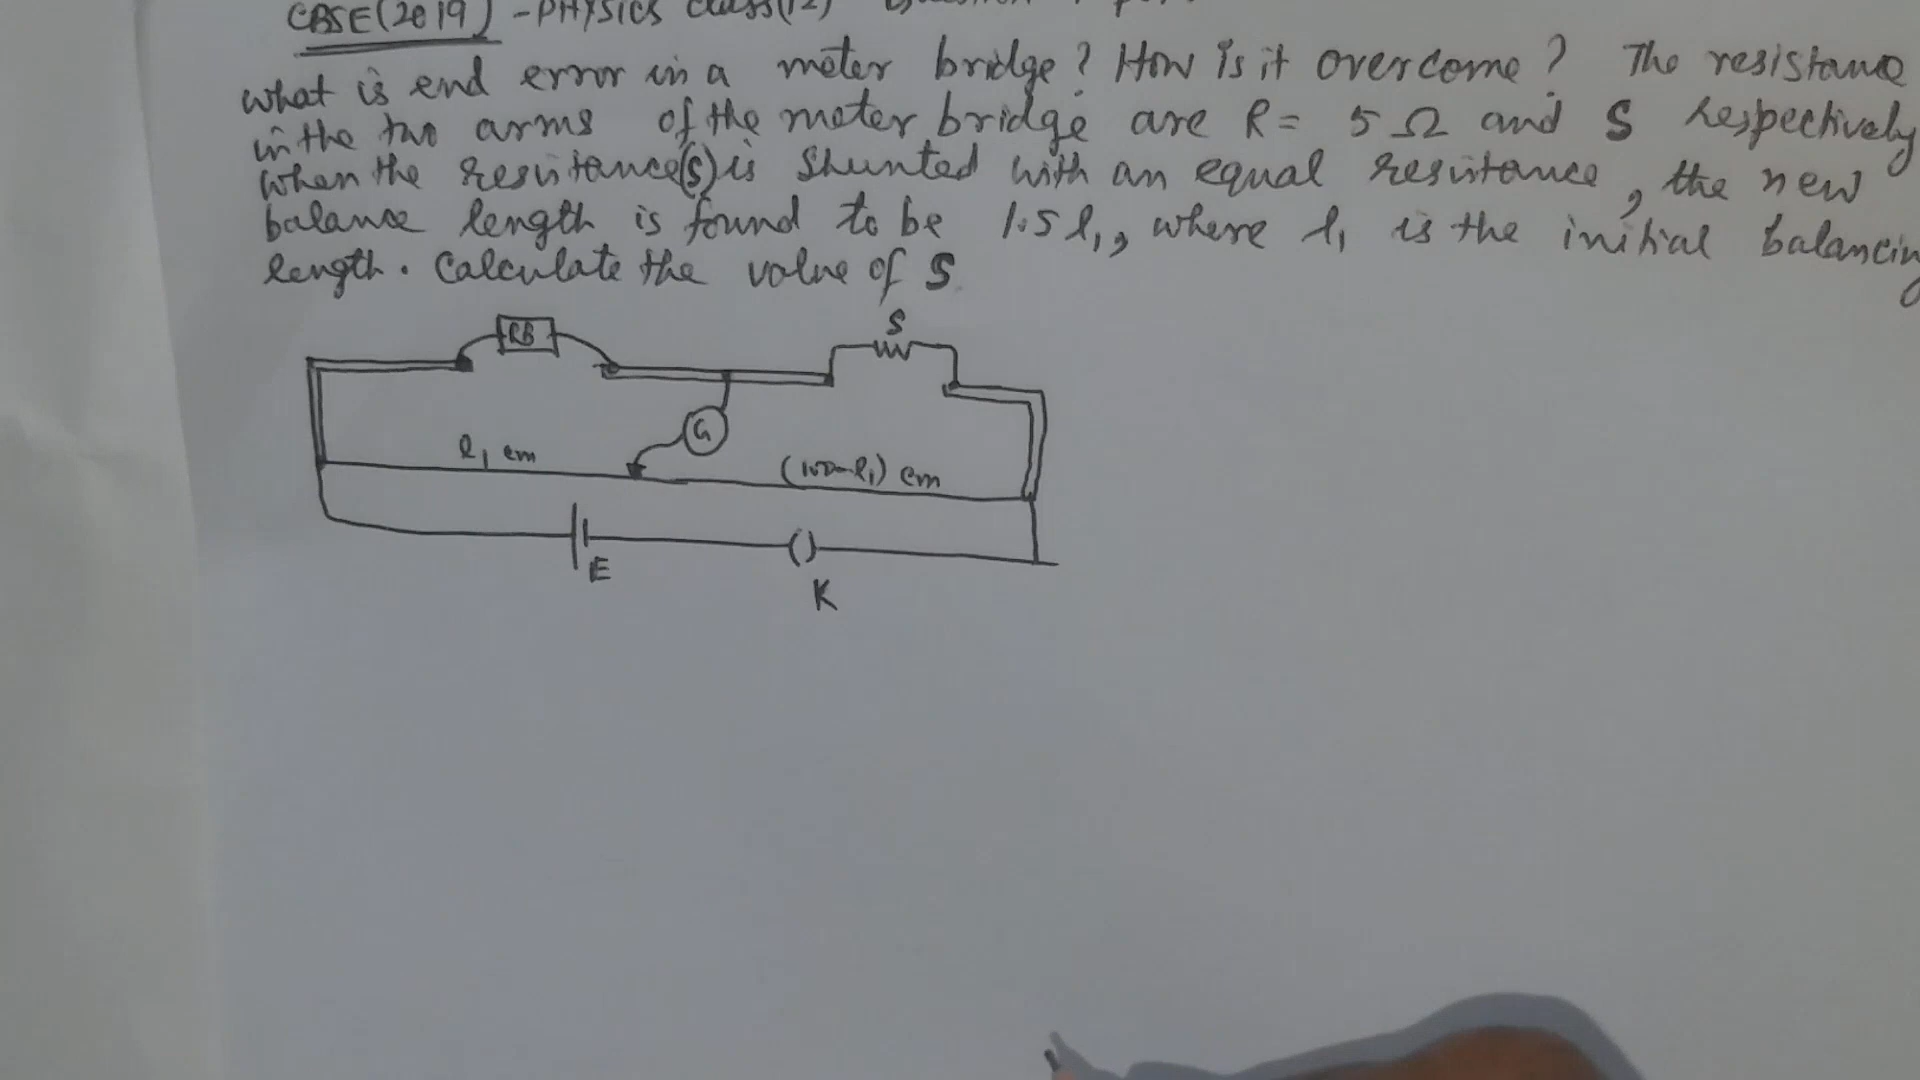 CBSE(2019) - PHYSICS class(12)
what is end error in a meter bridge? How is it overcome? The resistance
in the two arms of the meter bridge are R = 5 Ω and S respectively
when the resistance(S) is shunted with an equal resistance, the new
balance length is found to be 1.5 l₁, where l₁ is the initial balancing
length. Calculate the value of S.
RB
S
G
l₁ cm
(100-l₁) cm
E
K